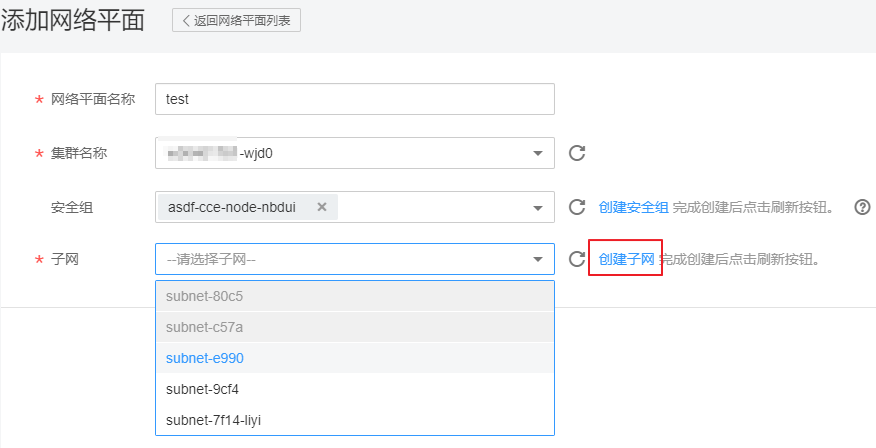 添加网络平面 返回网络平面列表
* 网络平面名称 test
* 集群名称 -wjd0
安全组 asdf-cce-node-nbdui × 创建安全组 完成创建后点击刷新按钮。 ?
* 子网 --请选择子网-- 创建子网 完成创建后点击刷新按钮。
subnet-80c5
subnet-c57a
subnet-e990
subnet-9cf4
subnet-7f14-liyi